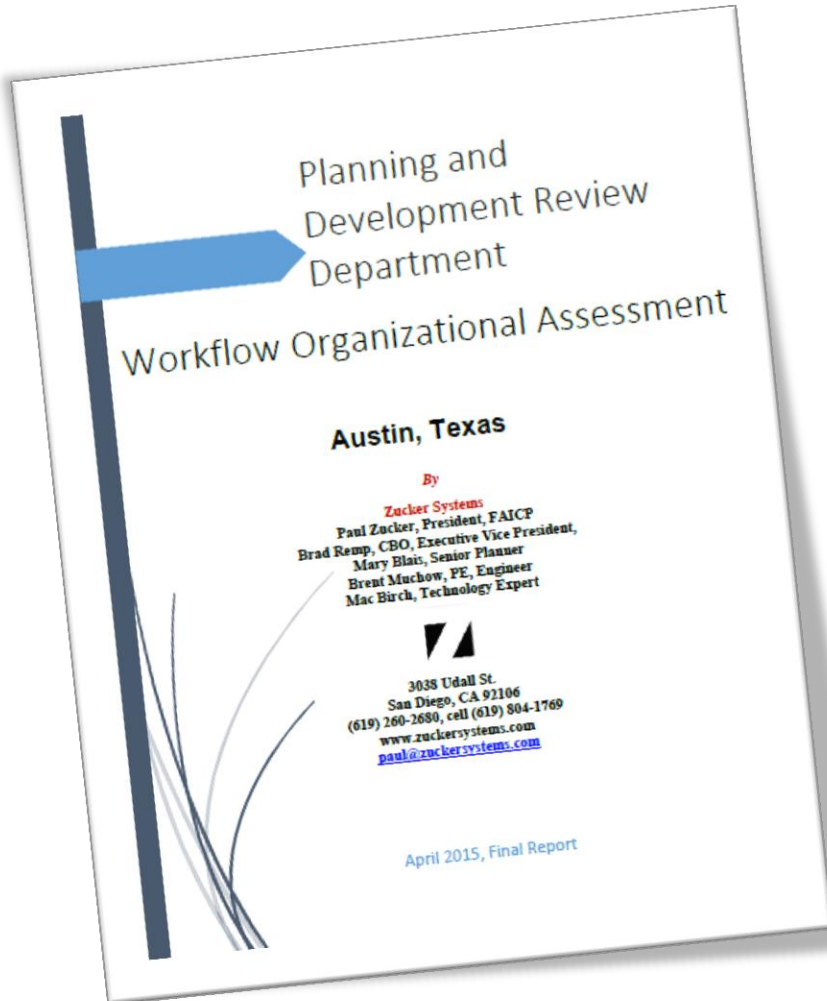 Planning and
Development Review
Department
Workflow Organizational Assessment
Austin, Texas
By
Zucker Systems
Paul Zucker, President, FAICP
Brad Remp, CBO, Executive Vice President,
Mary Blais, Senior Planner
Brent Muchow, PE, Engineer
Mac Birch, Technology Expert
3038 Udall St.
San Diego, CA 92106
(619) 260-2680, cell (619) 804-1769
www.zuckersystems.com
paul@zuckersystems.com
April 2015, Final Report